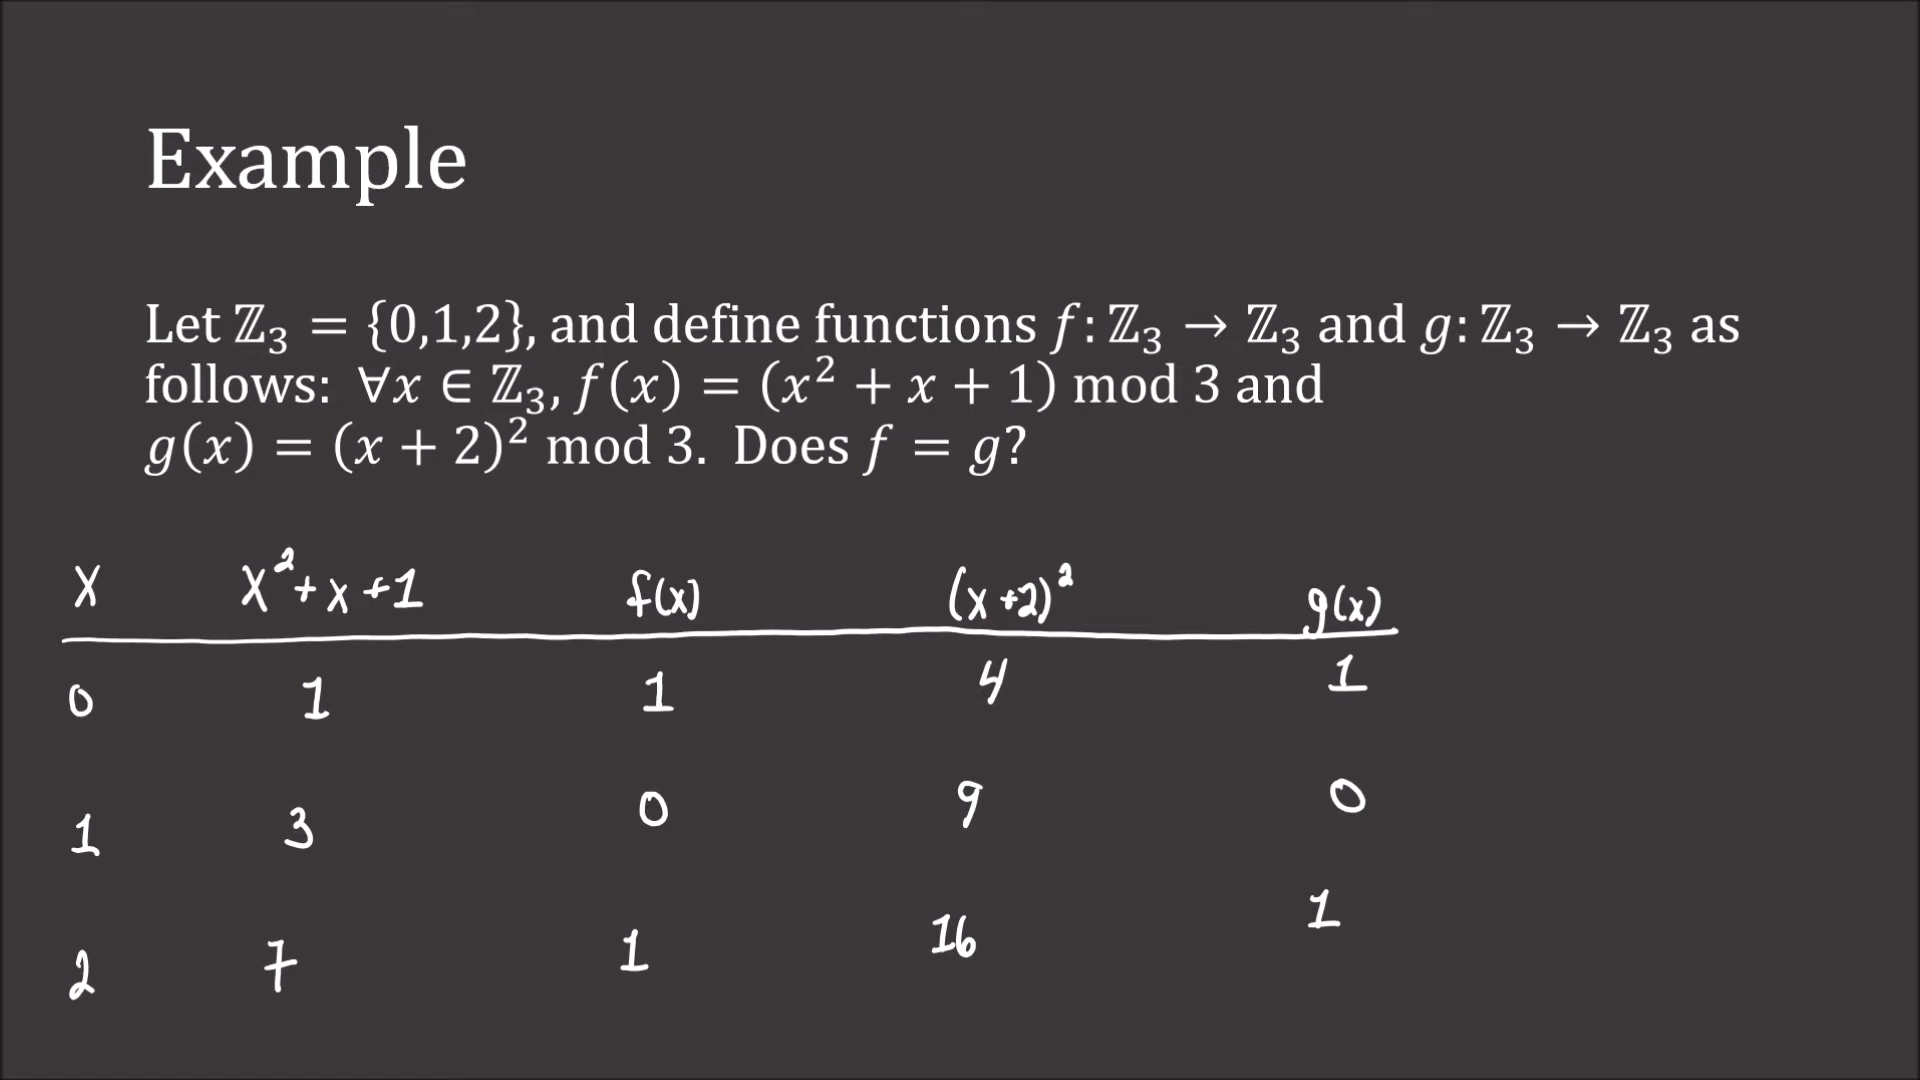 Example
Let ℤ₃ = {0,1,2}, and define functions f: ℤ₃ → ℤ₃ and g: ℤ₃ → ℤ₃ as
follows: ∀x ∈ ℤ₃, f(x) = (x² + x + 1) mod 3 and
g(x) = (x + 2)² mod 3. Does f = g?
x x²+x+1 f(x) (x+2)² g(x)
0 1 1 4 1
1 3 0 9 0
2 7 1 16 1